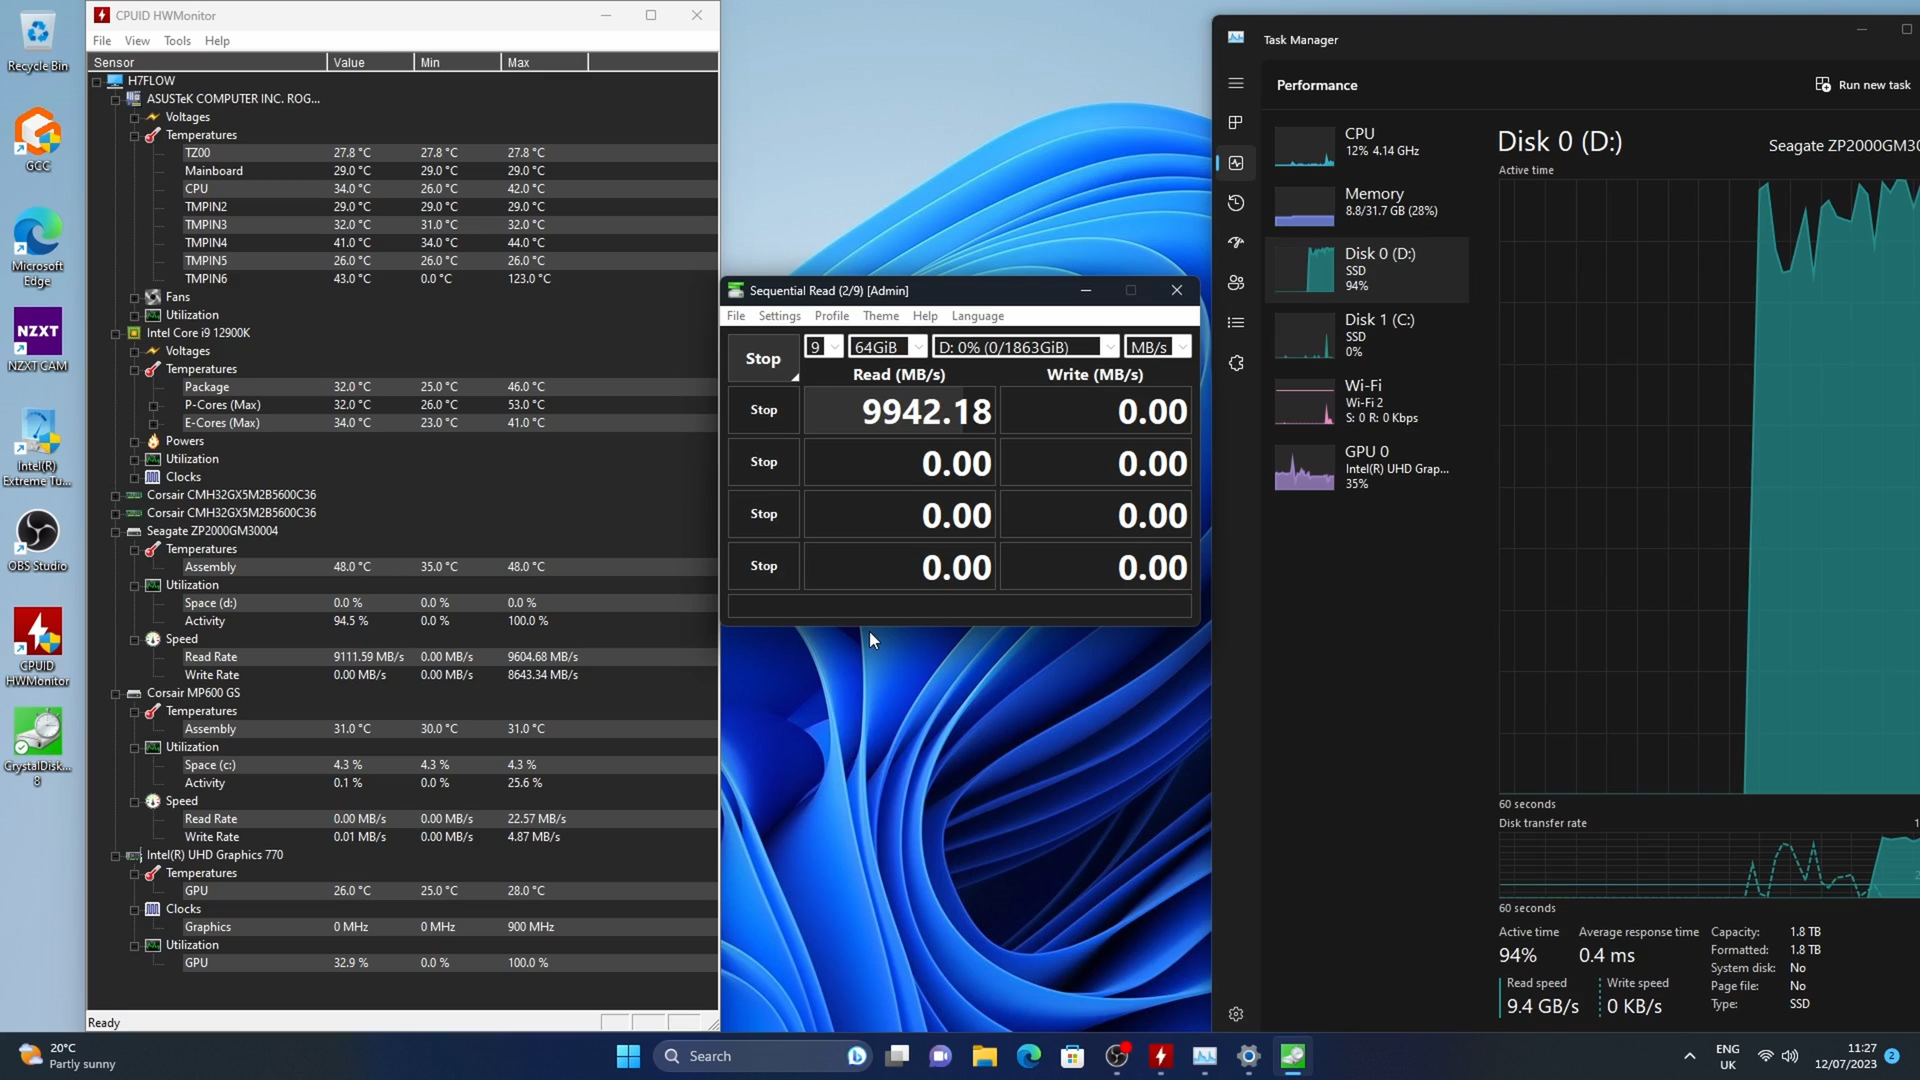 Recycle Bin
GCC
Microsoft
Edge
NZXT
NZXT CAM
Intel(R)
Extreme Tu...
OBS Studio
CPUID
HWMonitor
CrystalDisk...
8
CPUID HWMonitor
File View Tools Help
Sensor Value Min Max
H7FLOW
ASUSTeK COMPUTER INC. ROG...
Voltages
Temperatures
TZ00 27.8 °C 27.8 °C 27.8 °C
Mainboard 29.0 °C 29.0 °C 29.0 °C
CPU 34.0 °C 26.0 °C 42.0 °C
TMPIN2 29.0 °C 29.0 °C 29.0 °C
TMPIN3 32.0 °C 31.0 °C 32.0 °C
TMPIN4 41.0 °C 34.0 °C 44.0 °C
TMPIN5 26.0 °C 26.0 °C 26.0 °C
TMPIN6 43.0 °C 0.0 °C 123.0 °C
Fans
Utilization
Intel Core i9 12900K
Voltages
Temperatures
Package 32.0 °C 25.0 °C 46.0 °C
P-Cores (Max) 32.0 °C 26.0 °C 53.0 °C
E-Cores (Max) 34.0 °C 23.0 °C 41.0 °C
Powers
Utilization
Clocks
Corsair CMH32GX5M2B5600C36
Corsair CMH32GX5M2B5600C36
Seagate ZP2000GM30004
Temperatures
Assembly 48.0 °C 35.0 °C 48.0 °C
Utilization
Space (d:) 0.0 % 0.0 % 0.0 %
Activity 94.5 % 0.0 % 100.0 %
Speed
Read Rate 9111.59 MB/s 0.00 MB/s 9604.68 MB/s
Write Rate 0.00 MB/s 0.00 MB/s 8643.34 MB/s
Corsair MP600 GS
Temperatures
Assembly 31.0 °C 30.0 °C 31.0 °C
Utilization
Space (c:) 4.3 % 4.3 % 4.3 %
Activity 0.1 % 0.0 % 25.6 %
Speed
Read Rate 0.00 MB/s 0.00 MB/s 22.57 MB/s
Write Rate 0.01 MB/s 0.00 MB/s 4.87 MB/s
Intel(R) UHD Graphics 770
Temperatures
GPU 26.0 °C 25.0 °C 28.0 °C
Clocks
Graphics 0 MHz 0 MHz 900 MHz
Utilization
GPU 32.9 % 0.0 % 100.0 %
Ready
Sequential Read (2/9) [Admin]
File Settings Profile Theme Help Language
Stop 9 64GiB D: 0% (0/1863GiB) MB/s
Read (MB/s) Write (MB/s)
Stop 9942.18 0.00
Stop 0.00 0.00
Stop 0.00 0.00
Stop 0.00 0.00
Task Manager
Performance Run new task
CPU
12% 4.14 GHz
Memory
8.8/31.7 GB (28%)
Disk 0 (D:)
SSD
94%
Disk 1 (C:)
SSD
0%
Wi-Fi
Wi-Fi 2
S: 0 R: 0 Kbps
GPU 0
Intel(R) UHD Grap...
35%
Disk 0 (D:) Seagate ZP2000GM30
Active time
60 seconds
Disk transfer rate 1
2
60 seconds
Active time Average response time
94% 0.4 ms
Read speed Write speed
9.4 GB/s 0 KB/s
Capacity: 1.8 TB
Formatted: 1.8 TB
System disk: No
Page file: No
Type: SSD
20°C
Partly sunny
Search
ENG
UK
11:27
12/07/2023
2